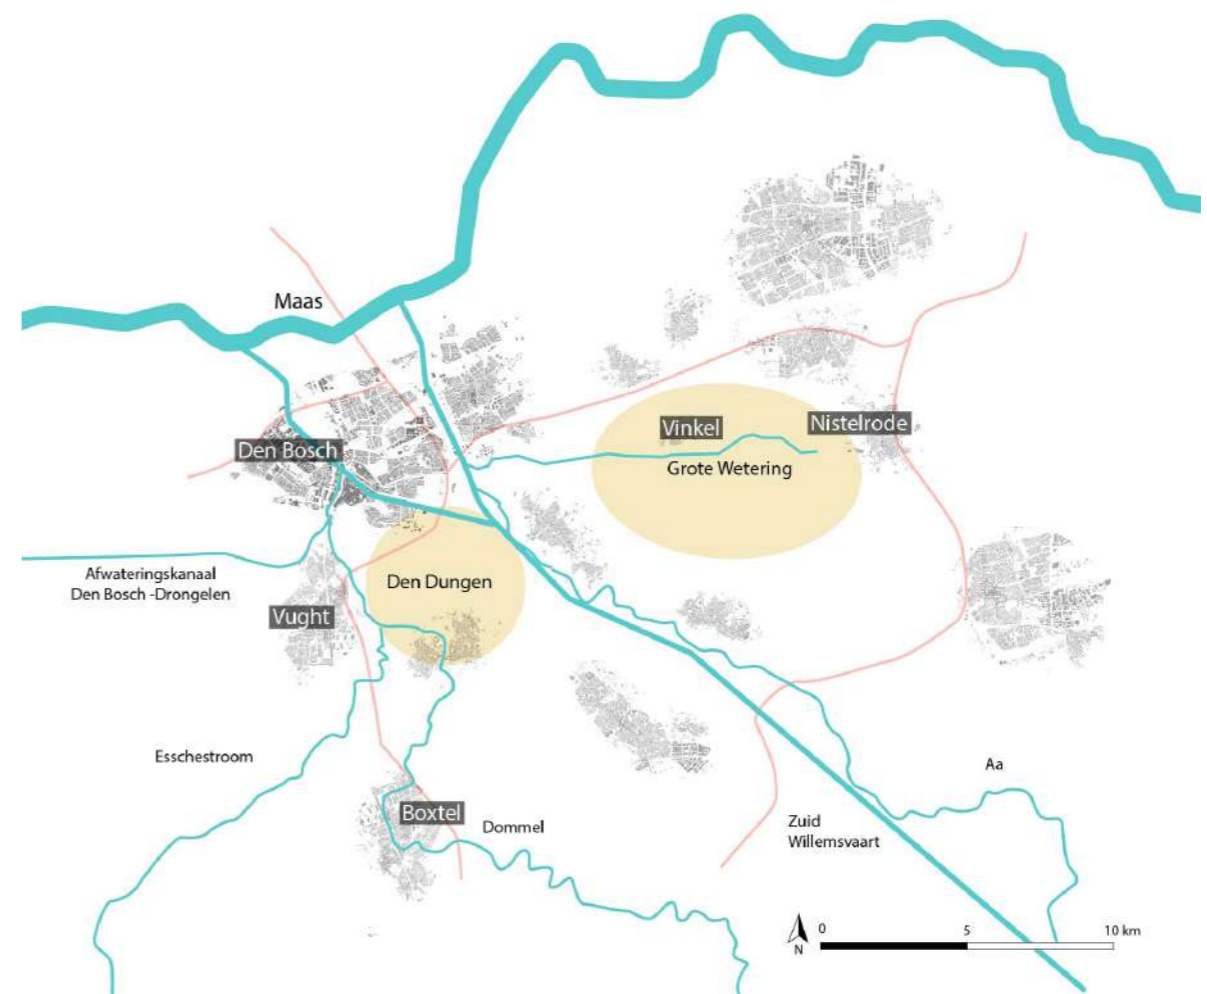 Maas
Vinkel
Nistelrode
Den Bosch
Grote Wetering
Afwateringskanaal
Den Bosch -Drongelen
Den Dungen
Vught
Esschestroom
Aa
Boxtel
Dommel
Zuid
Willemsvaart
0 5 10 km
N